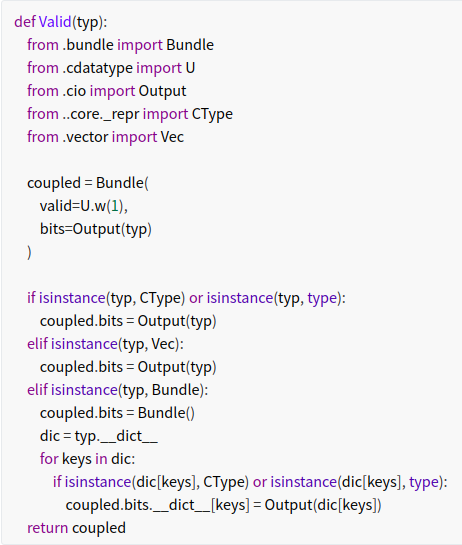 def Valid(typ):
    from .bundle import Bundle
    from .cdatatype import U
    from .cio import Output
    from ..core._repr import CType
    from .vector import Vec

    coupled = Bundle(
        valid=U.w(1),
        bits=Output(typ)
    )

    if isinstance(typ, CType) or isinstance(typ, type):
        coupled.bits = Output(typ)
    elif isinstance(typ, Vec):
        coupled.bits = Output(typ)
    elif isinstance(typ, Bundle):
        coupled.bits = Bundle()
        dic = typ.__dict__
        for keys in dic:
            if isinstance(dic[keys], CType) or isinstance(dic[keys], type):
                coupled.bits.__dict__[keys] = Output(dic[keys])
    return coupled